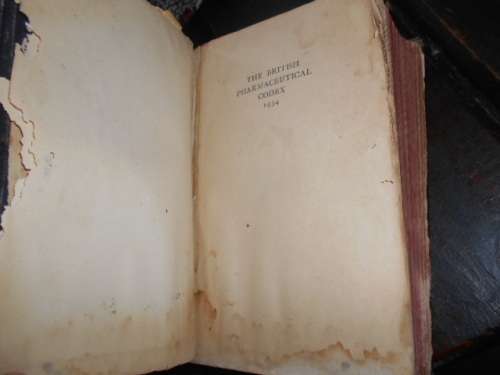 THE BRITISH
PHARMACEUTICAL
CODEX
1934